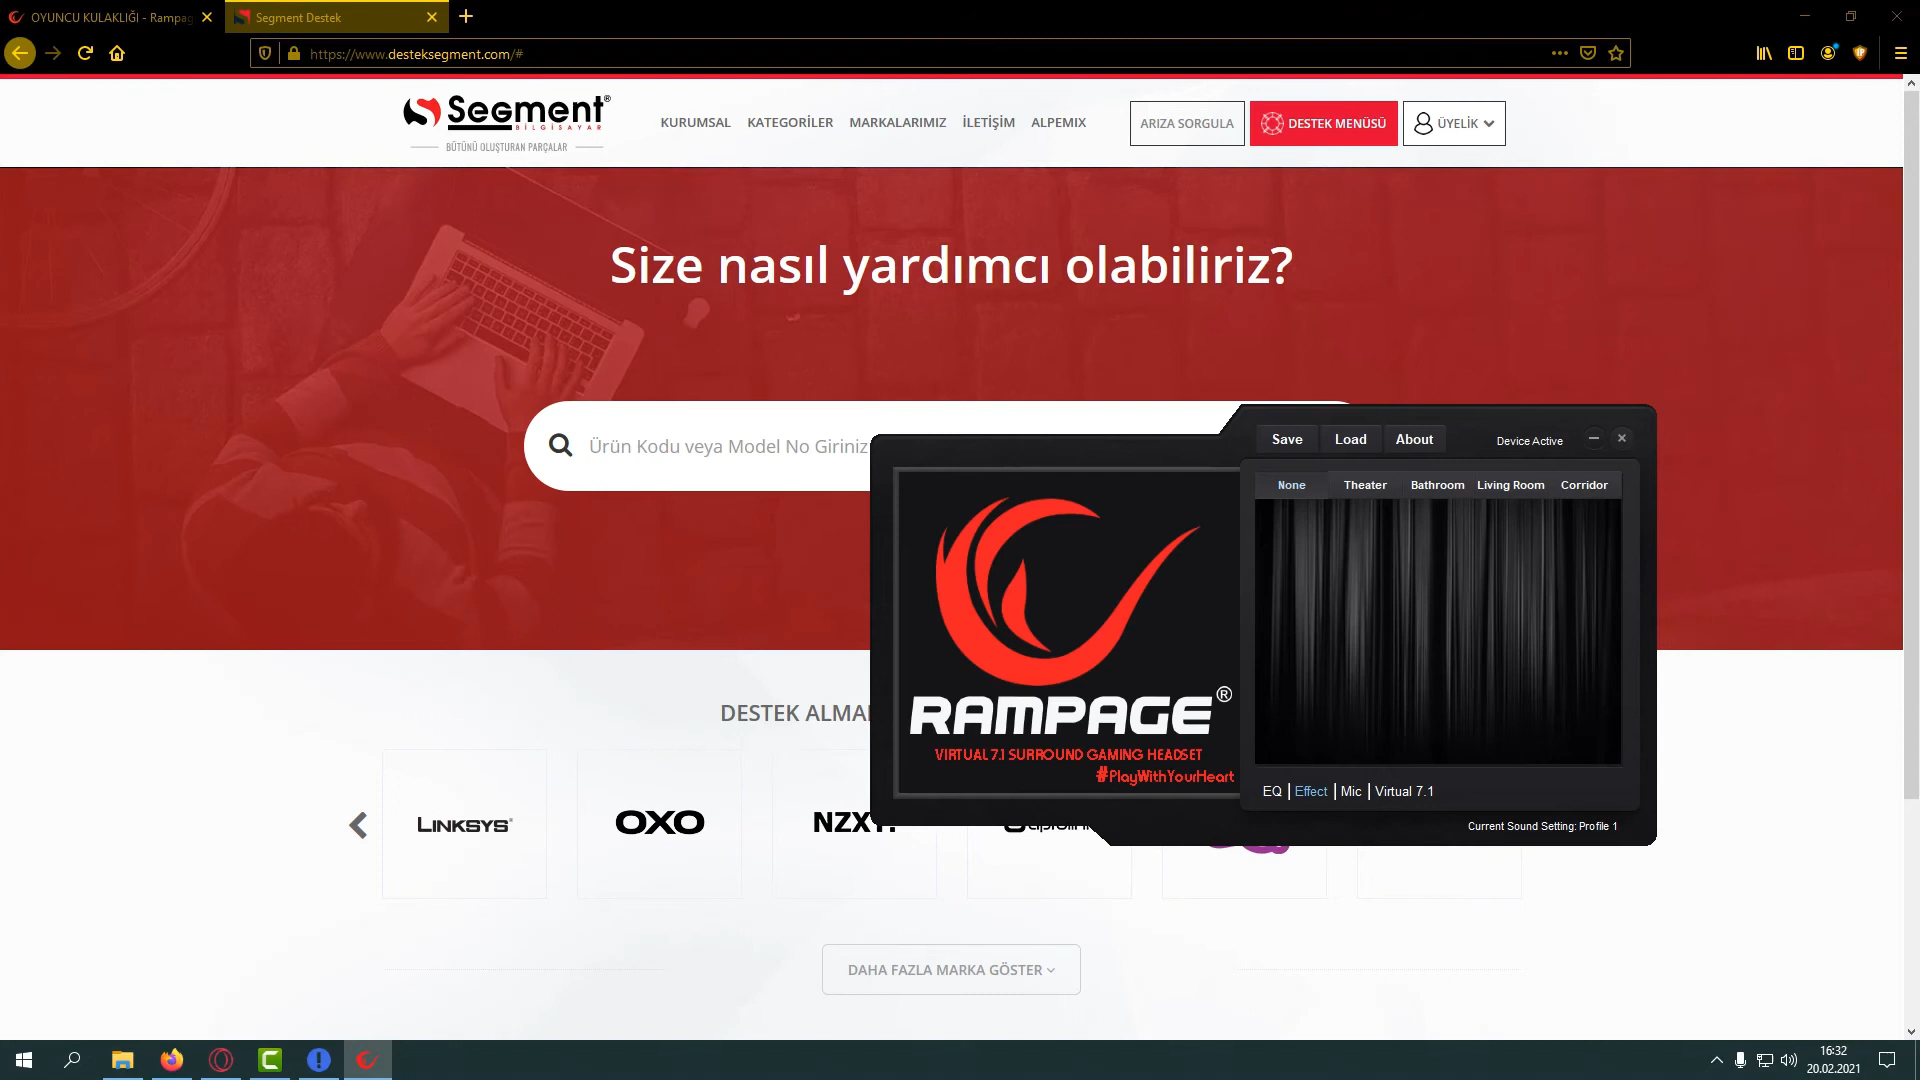 OYUNCU KULAKLIĞI - Rampag
Segment Destek
https://www.desteksegment.com/#
Segment®
BİLGİSAYAR
BÜTÜNÜ OLUŞTURAN PARÇALAR
KURUMSAL
KATEGORİLER
MARKALARIMIZ
İLETİŞİM
ALPEMIX
ARIZA SORGULA
DESTEK MENÜSÜ
ÜYELİK
Size nasıl yardımcı olabiliriz?
Ürün Kodu veya Model No Giriniz
Save
Load
About
Device Active
None
Theater
Bathroom
Living Room
Corridor
RAMPAGE®
VIRTUAL 7.1 SURROUND GAMING HEADSET
#PlayWithYourHeart
EQ | Effect | Mic | Virtual 7.1
Current Sound Setting: Profile 1
DESTEK ALMA
LINKSYS®
OXO
NZXT.
DAHA FAZLA MARKA GÖSTER
16:32
20.02.2021